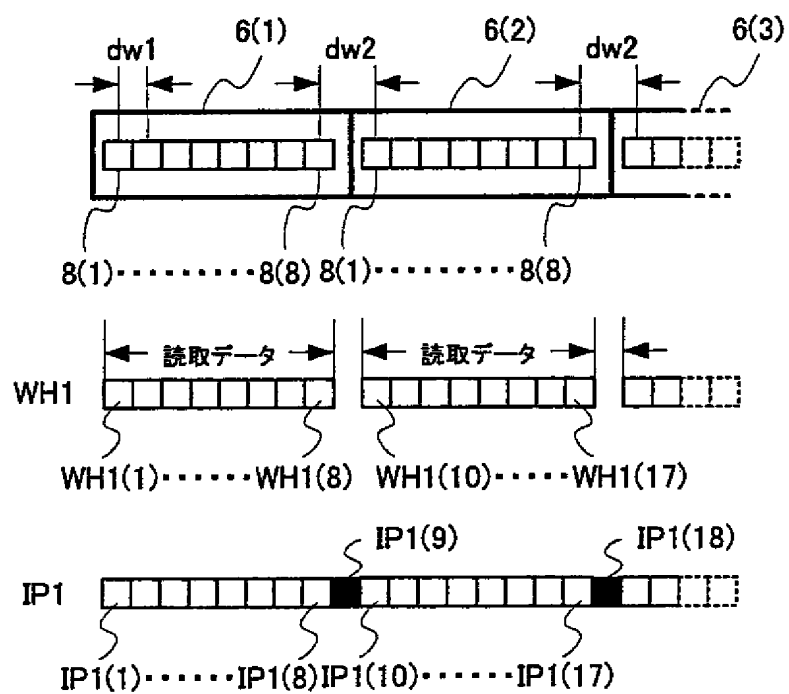 6(1) 6(2) 6(3)
dw1 dw2 dw2
8(1)・・・・・・・・・8(8) 8(1)・・・・・・・・・8(8)
読取データ 読取データ
WH1
WH1(1)・・・・・・WH1(8) WH1(10)・・・・・WH1(17)
IP1(9) IP1(18)
IP1
IP1(1)・・・・・・IP1(8) IP1(10)・・・・・・IP1(17)